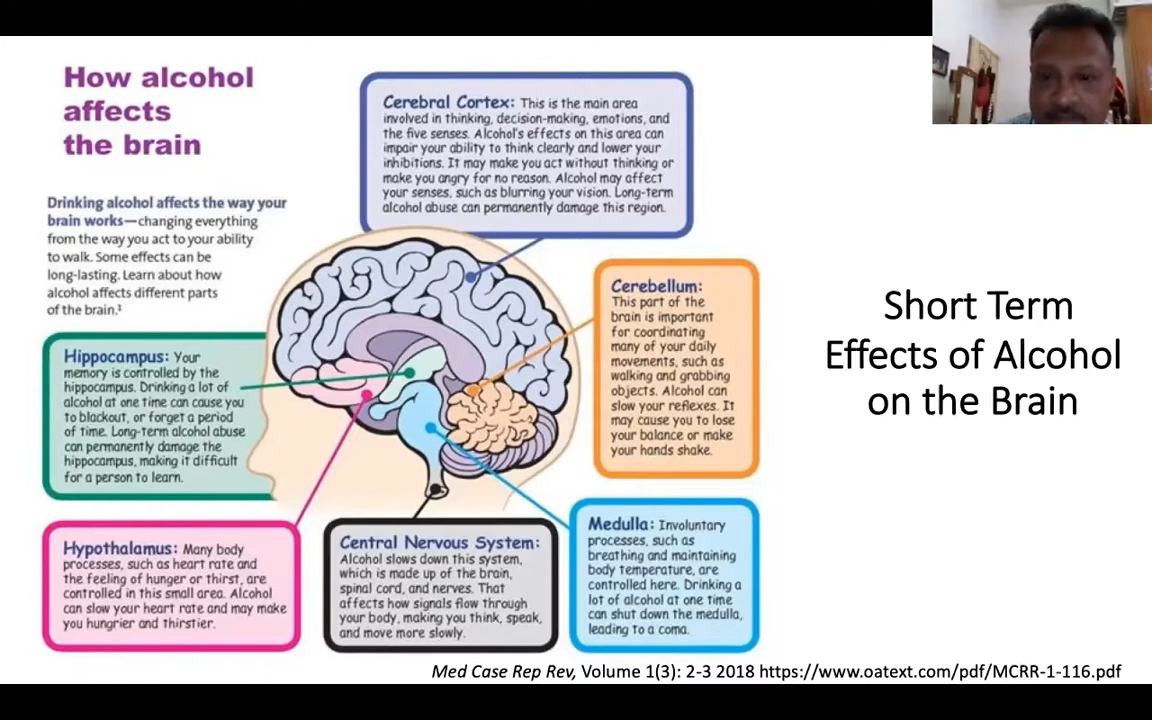 How alcohol
affects
the brain
Drinking alcohol affects the way your
brain works—changing everything
from the way you act to your ability
to walk. Some effects can be
long-lasting. Learn about how
alcohol affects different parts
of the brain.¹
Cerebral Cortex: This is the main area
involved in thinking, decision-making, emotions, and
the five senses. Alcohol's effects on this area can
impair your ability to think clearly and lower your
inhibitions. It may make you act without thinking or
make you angry for no reason. Alcohol may affect
your senses, such as blurring your vision. Long-term
alcohol abuse can permanently damage this region.
Cerebellum:
This part of the
brain is important
for coordinating
many of your daily
movements, such as
walking and grabbing
objects. Alcohol can
slow your reflexes. It
may cause you to lose
your balance or make
your hands shake.
Hippocampus: Your
memory is controlled by the
hippocampus. Drinking a lot of
alcohol at one time can cause you
to blackout, or forget a period
of time. Long-term alcohol abuse
can permanently damage the
hippocampus, making it difficult
for a person to learn.
Hypothalamus: Many body
processes, such as heart rate and
the feeling of hunger or thirst, are
controlled in this small area. Alcohol
can slow your heart rate and may make
you hungrier and thirstier.
Central Nervous System:
Alcohol slows down this system,
which is made up of the brain,
spinal cord, and nerves. That
affects how signals flow through
your body, making you think, speak,
and move more slowly.
Medulla: Involuntary
processes, such as
breathing and maintaining
body temperature, are
controlled here. Drinking a
lot of alcohol at one time
can shut down the medulla,
leading to a coma.
Short Term
Effects of Alcohol
on the Brain
Med Case Rep Rev, Volume 1(3): 2-3 2018 https://www.oatext.com/pdf/MCRR-1-116.pdf